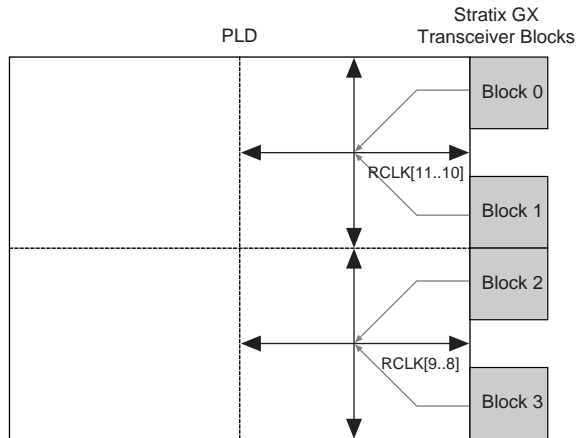 Stratix GX
PLD
Transceiver Blocks
Block 0
RCLK[11..10]
Block 1
Block 2
RCLK[9..8]
Block 3